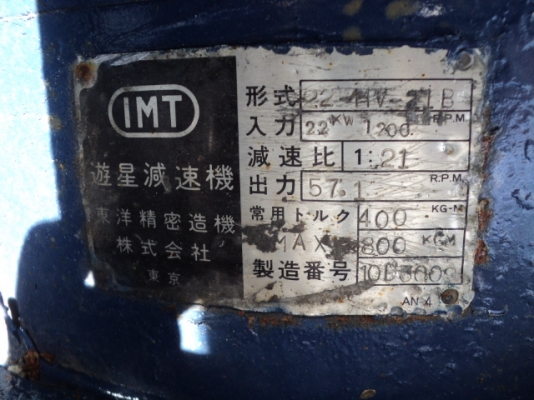 IMT
遊星減速機
東洋精密造機
株式会社
東京
形式
入力 22 KW 1200 R.P.M
減速比 1:21
出力 57.1 R.P.M
常用トルク 400 KG-M
MAX 800 KGM
製造番号
AN 4